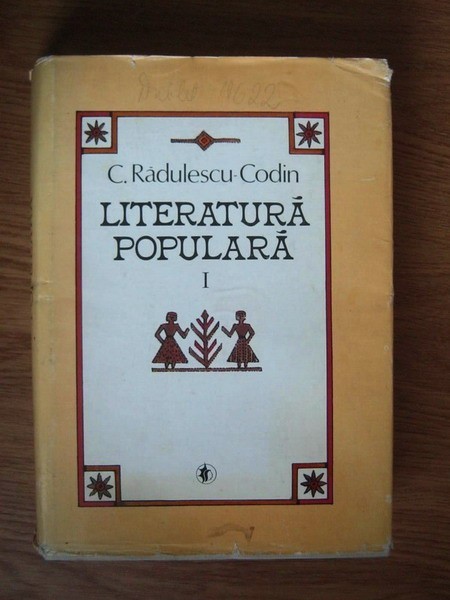 C. Rădulescu-Codin
LITERATURĂ
POPULARĂ
I